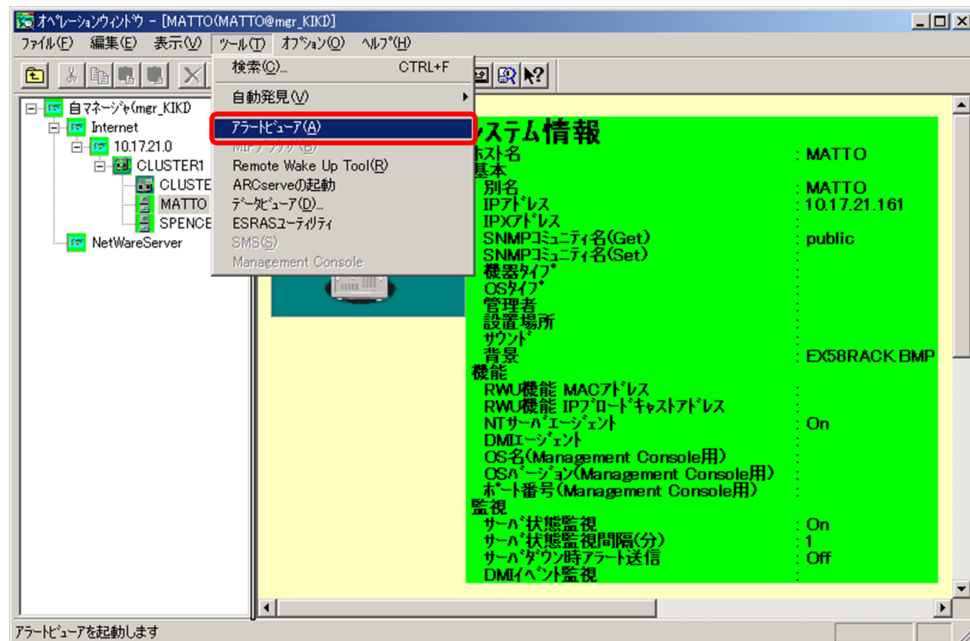 オペレーションウィンドウ - [MATTO(MATTO@mgr_KIKI)]
ファイル(F) 編集(E) 表示(V) ツール(T) オプション(O) ヘルプ(H)
検索(C)... CTRL+F
自動発見(V)
アラートビューア(A)
MIBブラウザ(B)
Remote Wake Up Tool(R)
ARCserveの起動
データビューア(D)...
ESRASユーティリティ
SMS(S)
Management Console
自マネージャ(mgr_KIKI)
Internet
10.17.21.0
CLUSTER1
CLUSTE
MATTO
SPENCE
NetWareServer
システム情報
ホスト名 : MATTO
基本
別名 : MATTO
IPアドレス : 10.17.21.161
IPXアドレス :
SNMPコミュニティ名(Get) : public
SNMPコミュニティ名(Set) :
機器タイプ :
OSタイプ :
管理者 :
設置場所 :
サウンド :
背景 : EX58RACK.BMP
機能
RWU機能 MACアドレス :
RWU機能 IPブロードキャストアドレス :
NTサーバエージェント : On
DMIエージェント :
OS名(Management Console用) :
OSバージョン(Management Console用) :
ポート番号(Management Console用) :
監視
サーバ状態監視 : On
サーバ状態監視間隔(分) : 1
サーバダウン時アラート送信 : Off
DMIイベント監視 :
アラートビューアを起動します